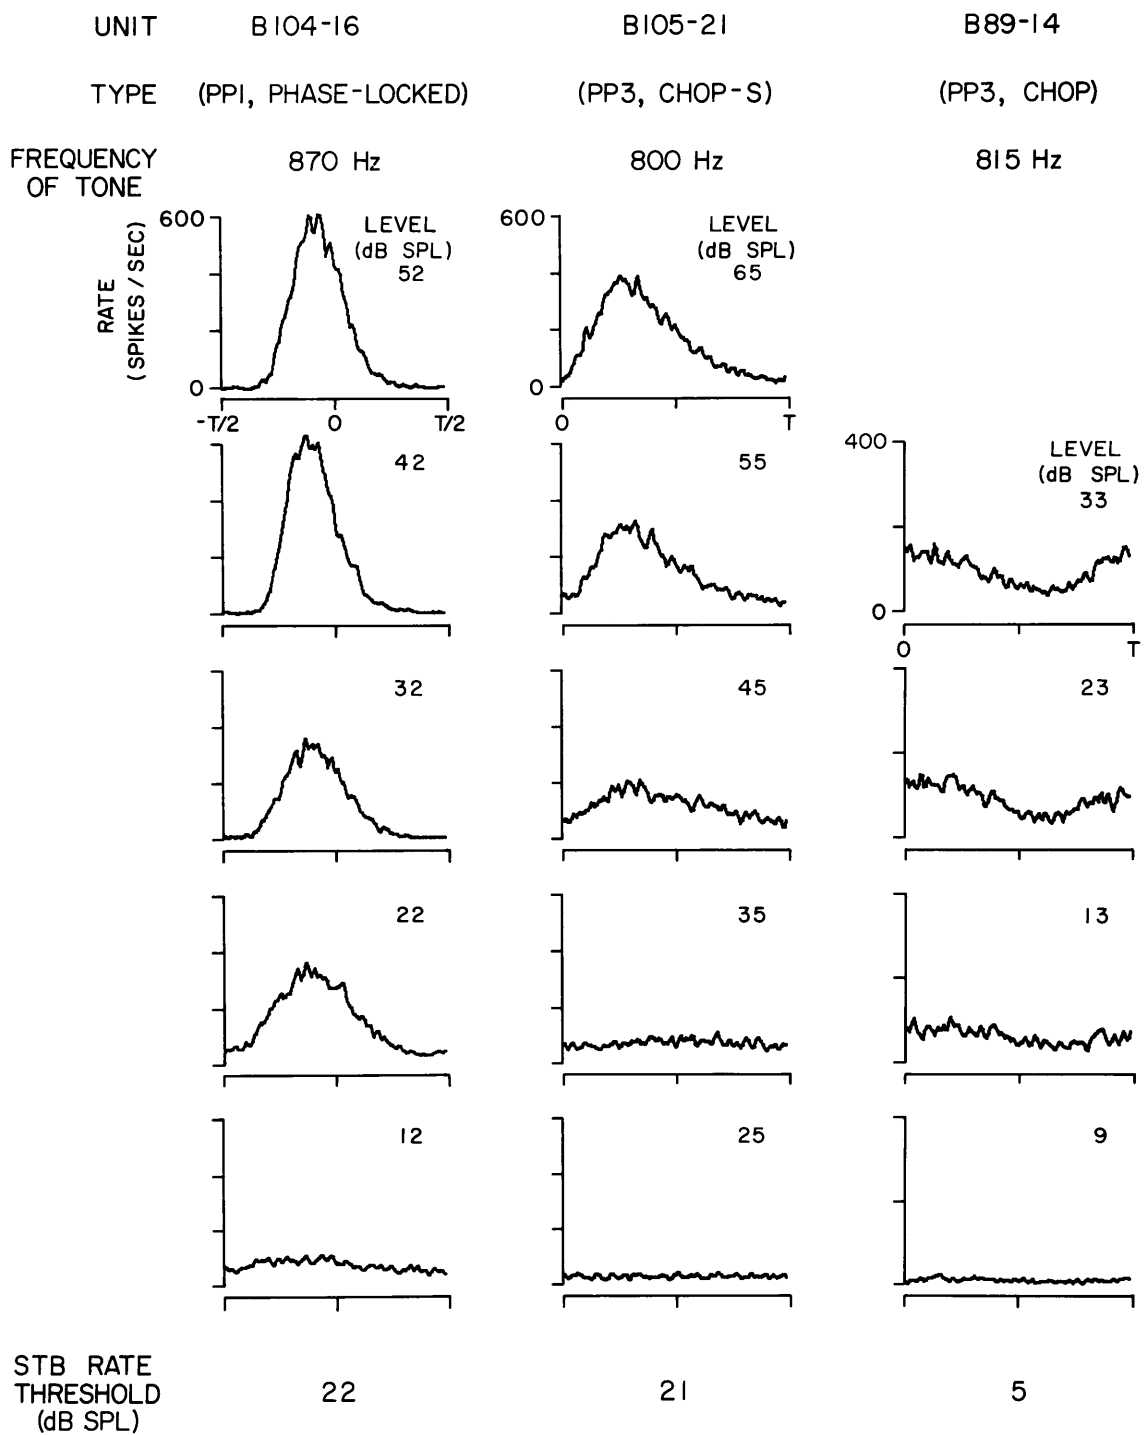 UNIT B104-16 B105-21 B89-14
TYPE (PP1, PHASE-LOCKED) (PP3, CHOP-S) (PP3, CHOP)
FREQUENCY
OF TONE 870 Hz 800 Hz 815 Hz
RATE
(SPIKES / SEC)
600 LEVEL 600 LEVEL
(dB SPL) (dB SPL)
52 65
0 0
-T/2 0 T/2 0 T
42 55 400 LEVEL
(dB SPL)
33
0
0 T
32 45 23
22 35 13
12 25 9
STB RATE
THRESHOLD 22 21 5
(dB SPL)